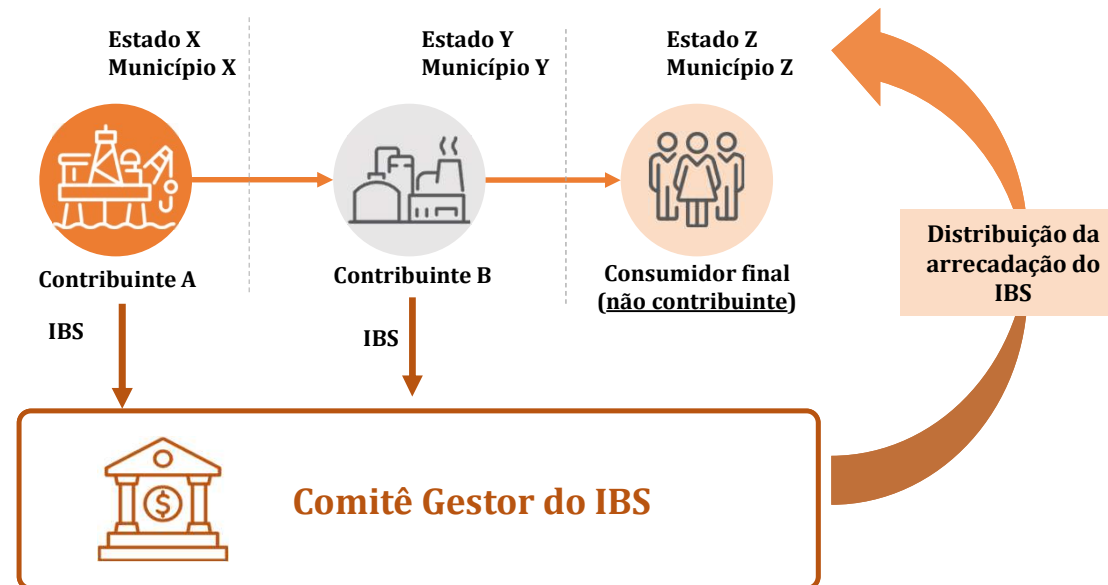 Estado X
Município X
Estado Y
Município Y
Estado Z
Município Z
Contribuinte A
Contribuinte B
Consumidor final
(não contribuinte)
IBS
IBS
Distribuição da
arrecadação do
IBS
$
Comitê Gestor do IBS